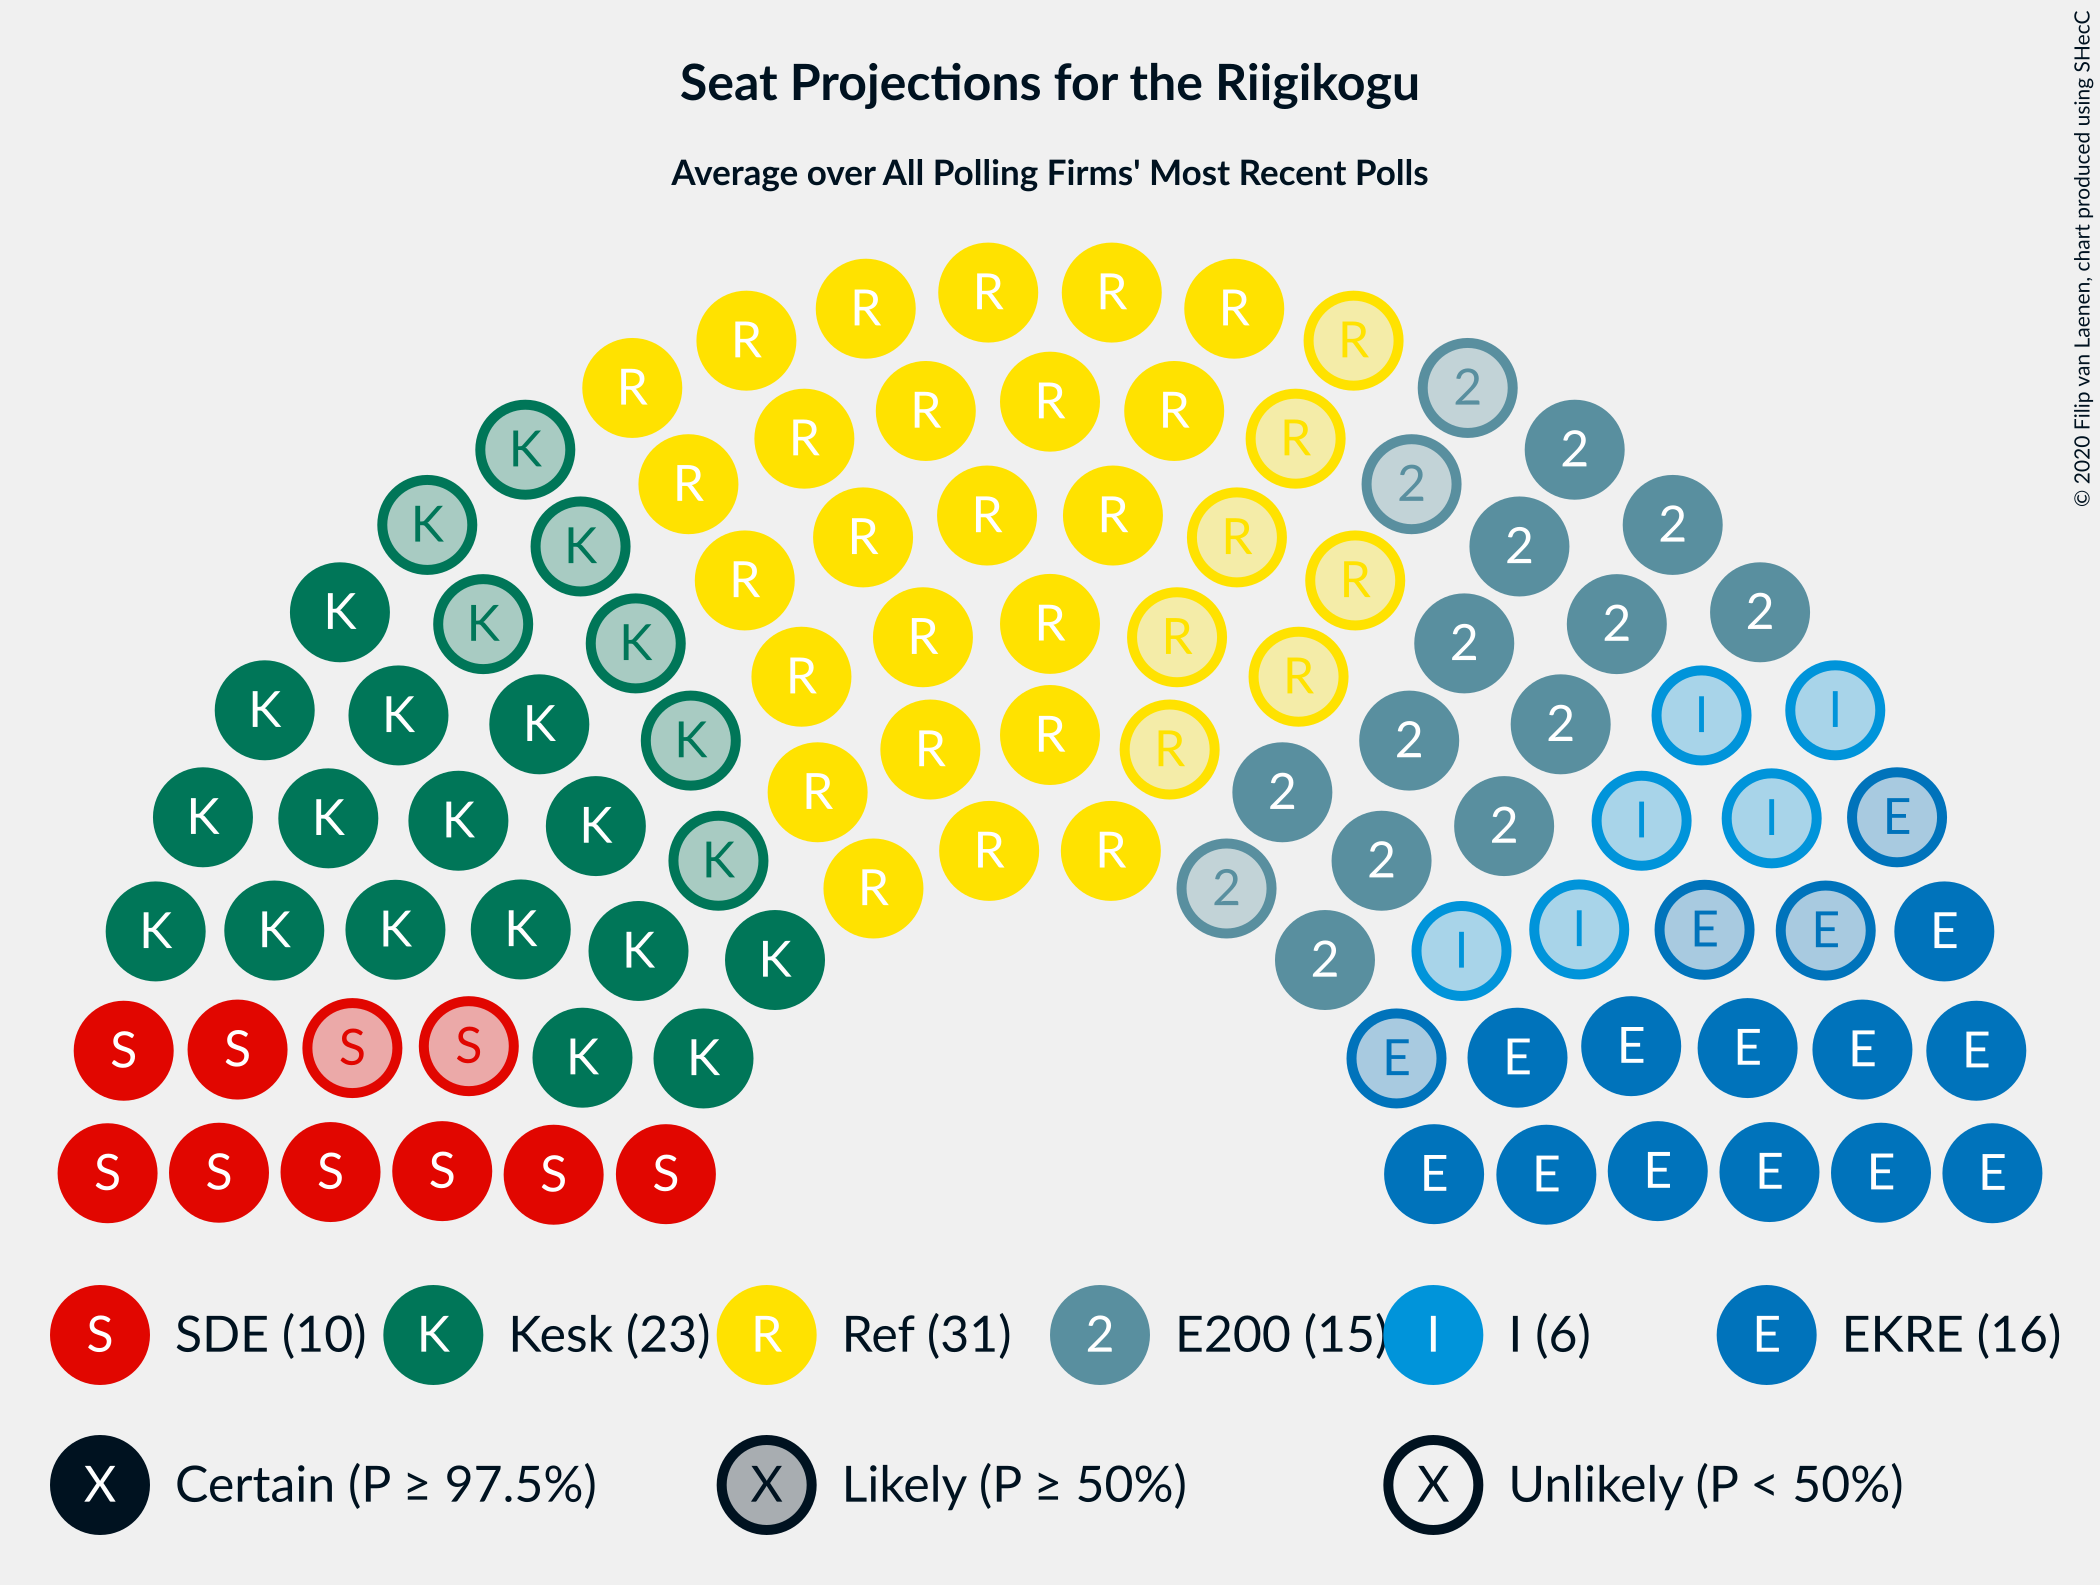 Seat Projections for the Riigikogu
Average over All Polling Firms' Most Recent Polls
© 2020 Filip van Laenen, chart produced using SHecC
R R R R R R R 2
R R R R R R 2 2
K R R R R R 2 2
K K R R R R R 2 2
K K K R R R R 2 2 2
K K K K R R R R 2 2 2 I I
K K K K K R R R 2 2 2 I I E
K K K K K K 2 I I E E E
S S S S K K E E E E E E
S S S S S S E E E E E E
S SDE (10) K Kesk (23) R Ref (31) 2 E200 (15) I I (6) E EKRE (16)
X Certain (P ≥ 97.5%) X Likely (P ≥ 50%) X Unlikely (P < 50%)